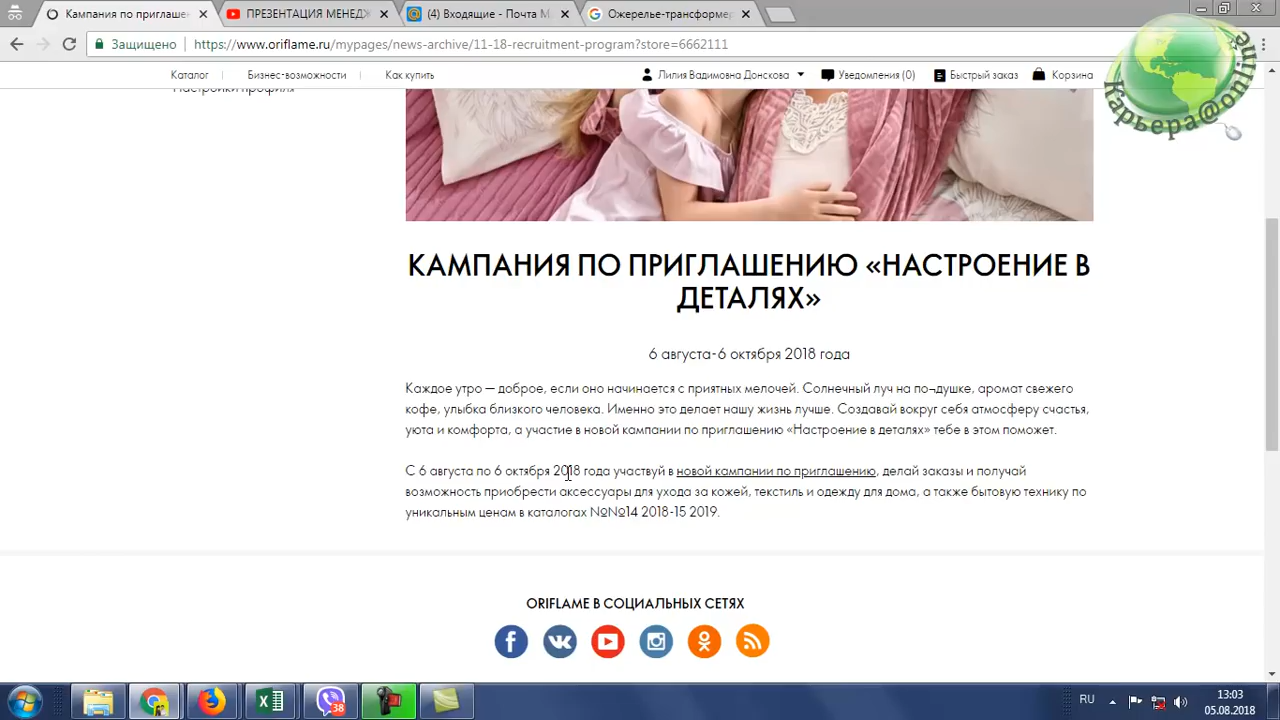 Кампания по приглаше
ПРЕЗЕНТАЦИЯ МЕНЕДЖ
(4) Входящие - Почта M
Ожерелье-трансформер
Защищено
https://www.oriflame.ru/mypages/news-archive/11-18-recruitment-program?store=6662111
Карьера@online
Каталог
Бизнес-возможности
Как купить
Лилия Вадимовна Донскова
Уведомления (0)
Быстрый заказ
Корзина
Настройки профиля
КАМПАНИЯ ПО ПРИГЛАШЕНИЮ «НАСТРОЕНИЕ В
ДЕТАЛЯХ»
6 августа-6 октября 2018 года
Каждое утро — доброе, если оно начинается с приятных мелочей. Солнечный луч на по¬душке, аромат свежего
кофе, улыбка близкого человека. Именно это делает нашу жизнь лучше. Создавай вокруг себя атмосферу счастья,
уюта и комфорта, а участие в новой кампании по приглашению «Настроение в деталях» тебе в этом поможет.
С 6 августа по 6 октября 2018 года участвуй в новой кампании по приглашению, делай заказы и получай
возможность приобрести аксессуары для ухода за кожей, текстиль и одежду для дома, а также бытовую технику по
уникальным ценам в каталогах №№14 2018-15 2019.
ORIFLAME В СОЦИАЛЬНЫХ СЕТЯХ
38
RU
13:03
05.08.2018